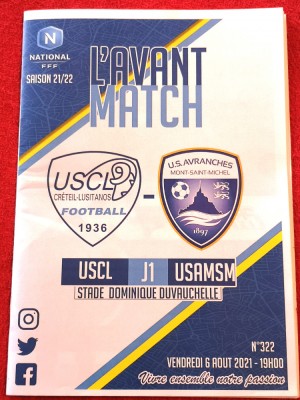 N
NATIONAL
FFF
SAISON 21/22
L'AVANT
MATCH
USCL
CRÉTEIL-LUSITANOS
FOOTBALL
1936
-
U.S. AVRANCHES
MONT-SAINT-MICHEL
1897
USCL J1 USAMSM
STADE DOMINIQUE DUVAUCHELLE
N°322
VENDREDI 6 AOUT 2021 - 19H00
Vivre ensemble notre passion